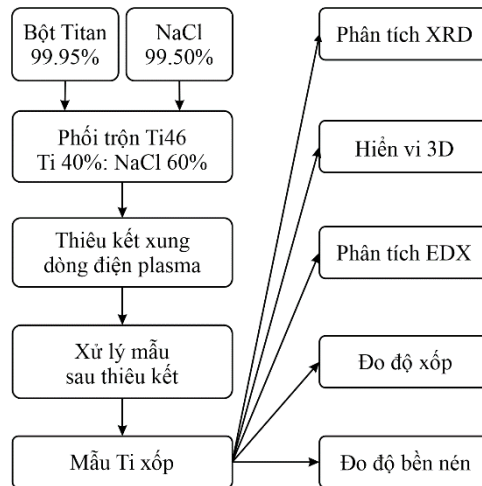 Bột Titan
99.95%
NaCl
99.50%
Phối trộn Ti46
Ti 40%: NaCl 60%
Thiêu kết xung
dòng điện plasma
Xử lý mẫu
sau thiêu kết
Mẫu Ti xốp
Phân tích XRD
Hiển vi 3D
Phân tích EDX
Đo độ xốp
Đo độ bền nén